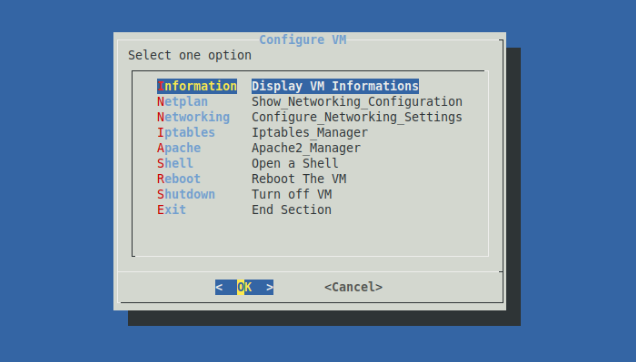 Configure VM
Select one option
Information Display VM Informations
Netplan Show_Networking_Configuration
Networking Configure_Networking_Settings
Iptables Iptables_Manager
Apache Apache2_Manager
Shell Open a Shell
Reboot Reboot The VM
Shutdown Turn off VM
Exit End Section
< OK > <Cancel>